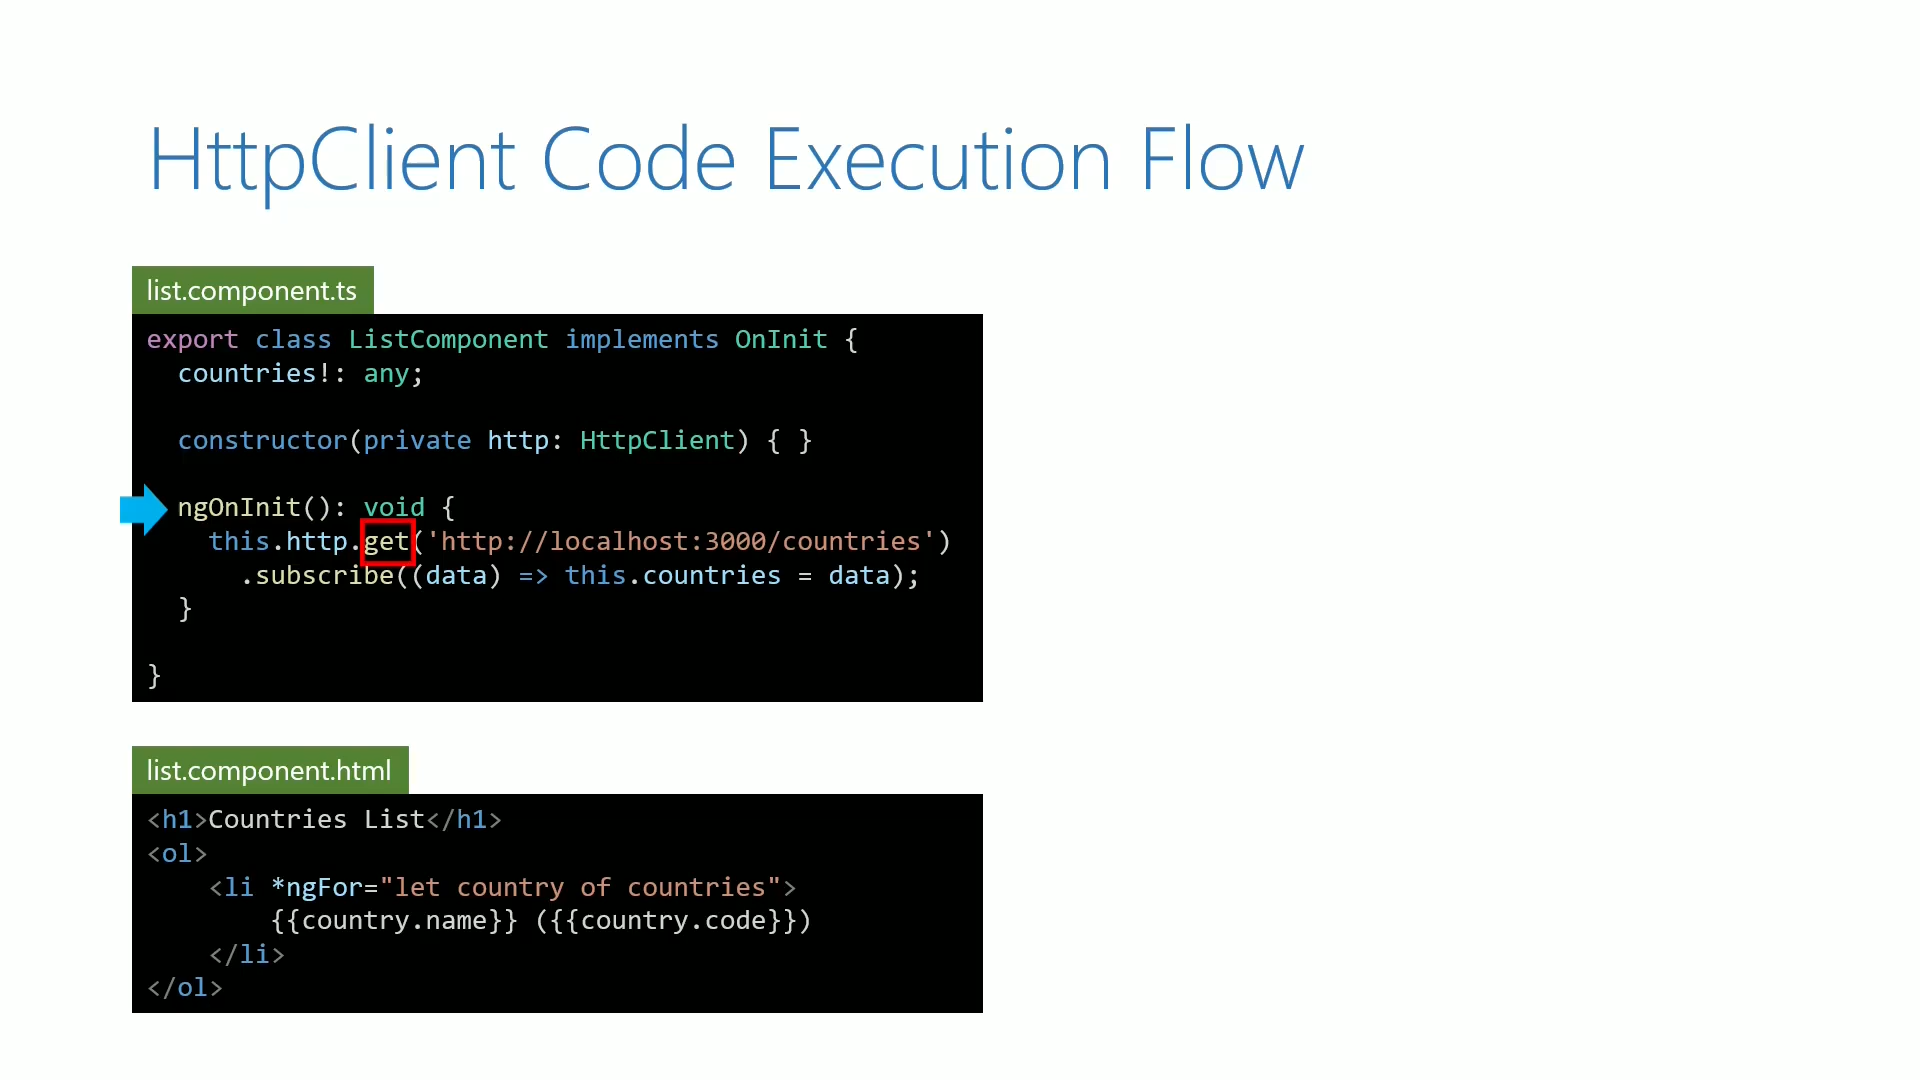 HttpClient Code Execution Flow
list.component.ts
export class ListComponent implements OnInit {
  countries!: any;

  constructor(private http: HttpClient) { }

  ngOnInit(): void {
    this.http.get('http://localhost:3000/countries')
      .subscribe((data) => this.countries = data);
  }

}
list.component.html
<h1>Countries List</h1>
<ol>
    <li *ngFor="let country of countries">
        {{country.name}} ({{country.code}})
    </li>
</ol>